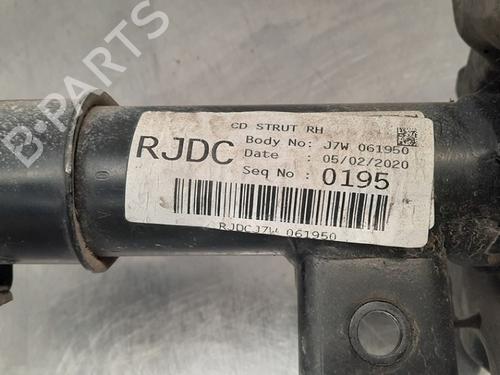 CD STRUT RH
RJDC
Body No: J7W 061950
Date : 05/02/2020
Seq No : 0195
RJDCJ7W 061950
B-Parts